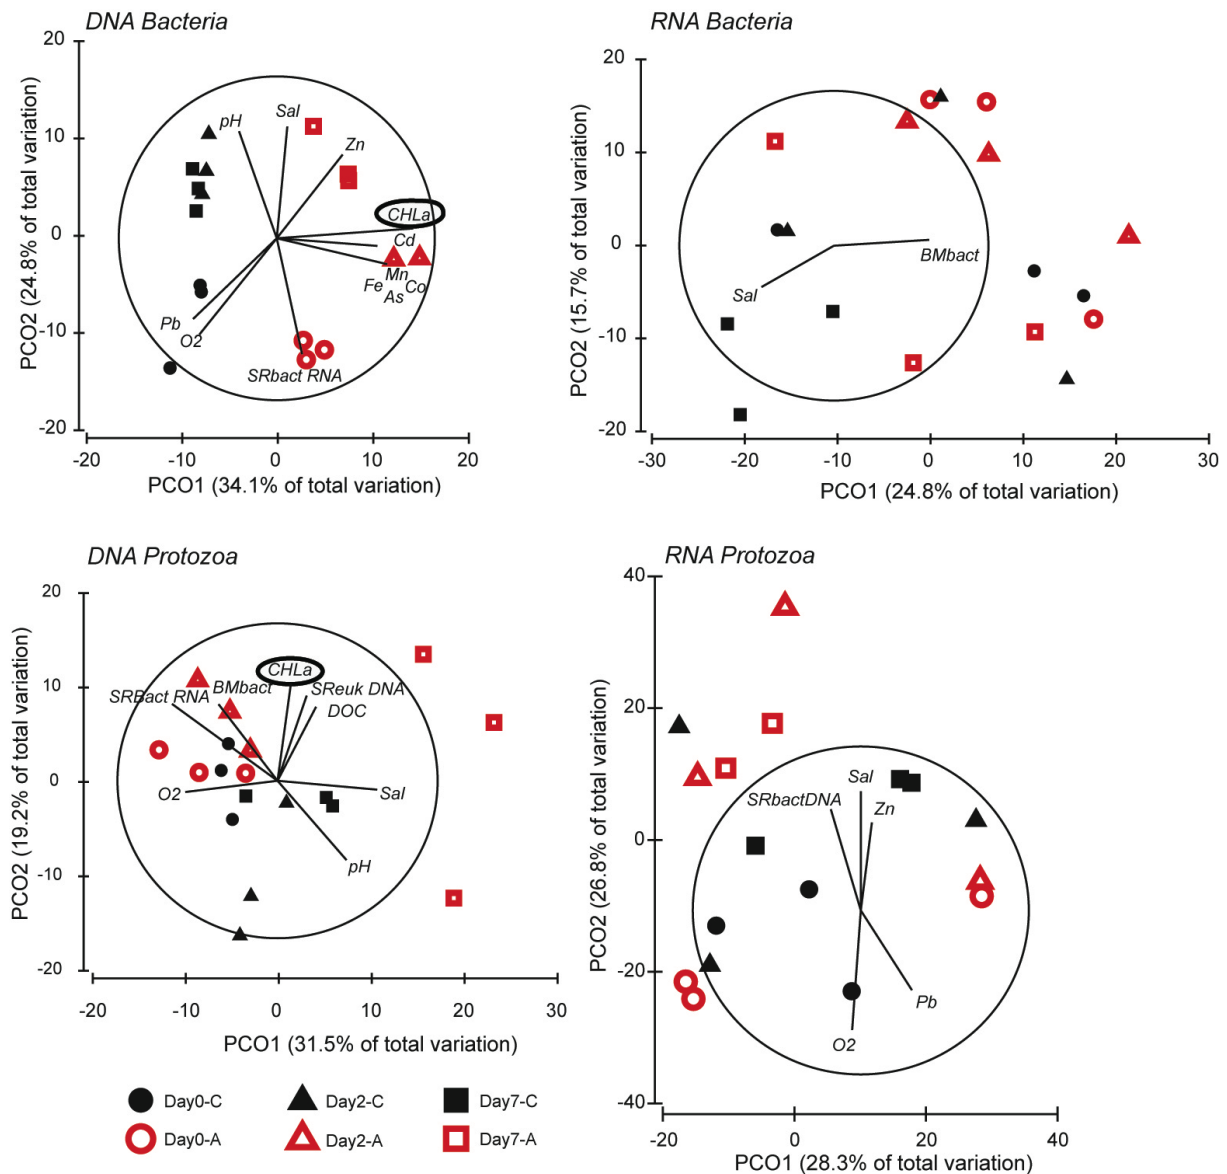 DNA Bacteria
20
10
0
-10
-20
PCO2 (24.8% of total variation)
pH
Sal
Zn
CHLa
Cd
Mn
Fe
Co
As
Pb
O2
SRbact RNA
-20
-10
0
10
20
PCO1 (34.1% of total variation)
RNA Bacteria
20
10
0
-10
-20
PCO2 (15.7% of total variation)
BMbact
Sal
-30
-20
-10
0
10
20
30
PCO1 (24.8% of total variation)
DNA Protozoa
20
10
0
-10
-20
PCO2 (19.2% of total variation)
CHLa
SRBact RNA
BMbact
SReuk DNA
DOC
O2
Sal
pH
-20
-10
0
10
20
30
PCO1 (31.5% of total variation)
RNA Protozoa
40
20
0
-20
-40
PCO2 (26.8% of total variation)
Sal
SRbactDNA
Zn
Pb
O2
-20
0
20
40
PCO1 (28.3% of total variation)
Day0-C
Day2-C
Day7-C
Day0-A
Day2-A
Day7-A